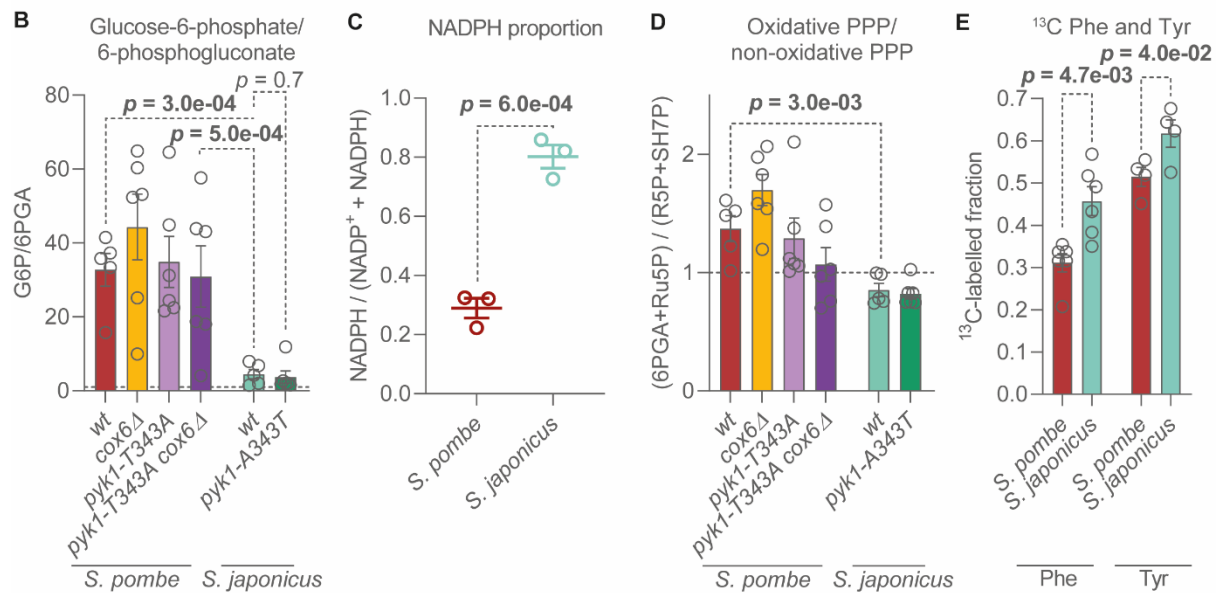 B
Glucose-6-phosphate/
6-phosphogluconate
p = 0.7
p = 3.0e-04
p = 5.0e-04
G6P/6PGA
80
60
40
20
0
wt
cox6Δ
pyk1-T343A
pyk1-T343A cox6Δ
wt
pyk1-A343T
S. pombe
S. japonicus
C
NADPH proportion
p = 6.0e-04
NADPH / (NADP+ + NADPH)
1.0
0.8
0.6
0.4
0.2
0.0
S. pombe
S. japonicus
D
Oxidative PPP/
non-oxidative PPP
p = 3.0e-03
(6PGA+Ru5P) / (R5P+SH7P)
2
1
0
wt
cox6Δ
pyk1-T343A
pyk1-T343A cox6Δ
wt
pyk1-A343T
S. pombe
S. japonicus
E
¹³C Phe and Tyr
p = 4.0e-02
p = 4.7e-03
¹³C-labelled fraction
0.7
0.6
0.5
0.4
0.3
0.2
0.1
0.0
S. pombe
S. japonicus
S. pombe
S. japonicus
Phe
Tyr